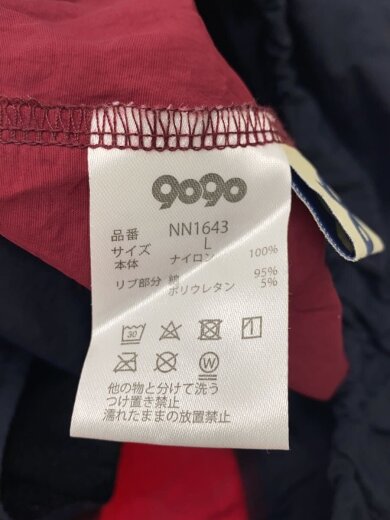 9090
品番 NN1643
サイズ L
本体 ナイロン 100%
リブ部分 綿 95%
ポリウレタン 5%
30
W
他の物と分けて洗う
つけ置き禁止
濡れたままの放置禁止